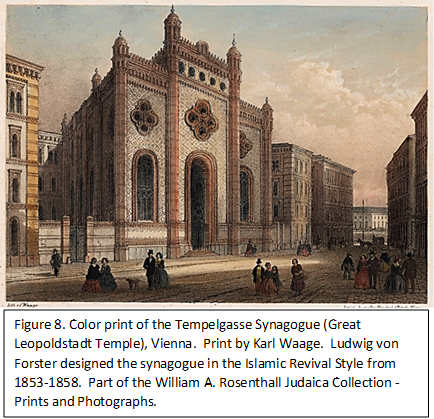 Lith. v. Waage
Figure 8. Color print of the Tempelgasse Synagogue (Great
Leopoldstadt Temple), Vienna.  Print by Karl Waage.  Ludwig von
Forster designed the synagogue in the Islamic Revival Style from
1853-1858.  Part of the William A. Rosenthall Judaica Collection -
Prints and Photographs.